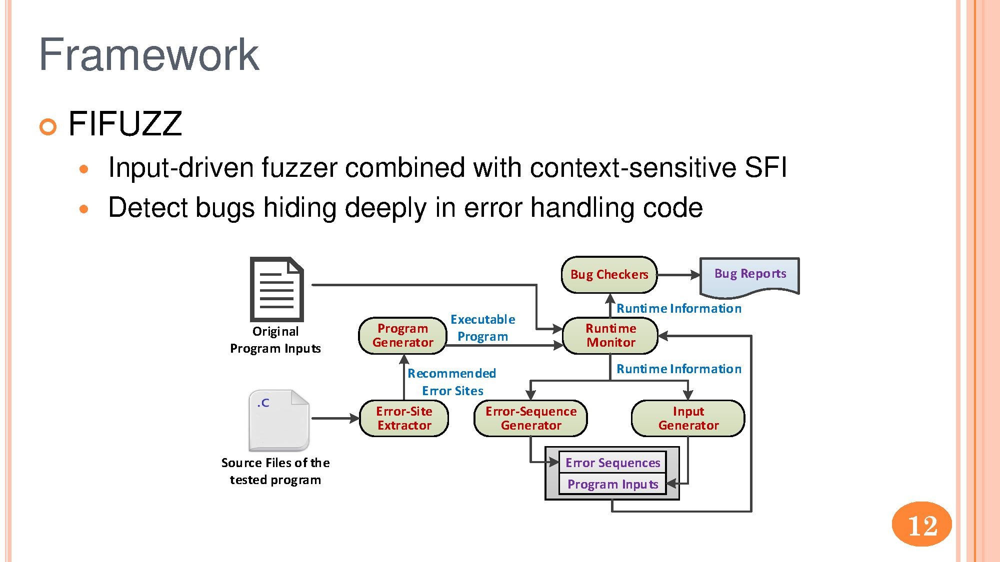 Framework
FIFUZZ
Input-driven fuzzer combined with context-sensitive SFI
Detect bugs hiding deeply in error handling code
Original
Program Inputs
Bug Checkers
Bug Reports
Runtime Information
Program
Generator
Executable
Program
Runtime
Monitor
Recommended
Error Sites
Runtime Information
.C
Source Files of the
tested program
Error-Site
Extractor
Error-Sequence
Generator
Input
Generator
Error Sequences
Program Inputs
12